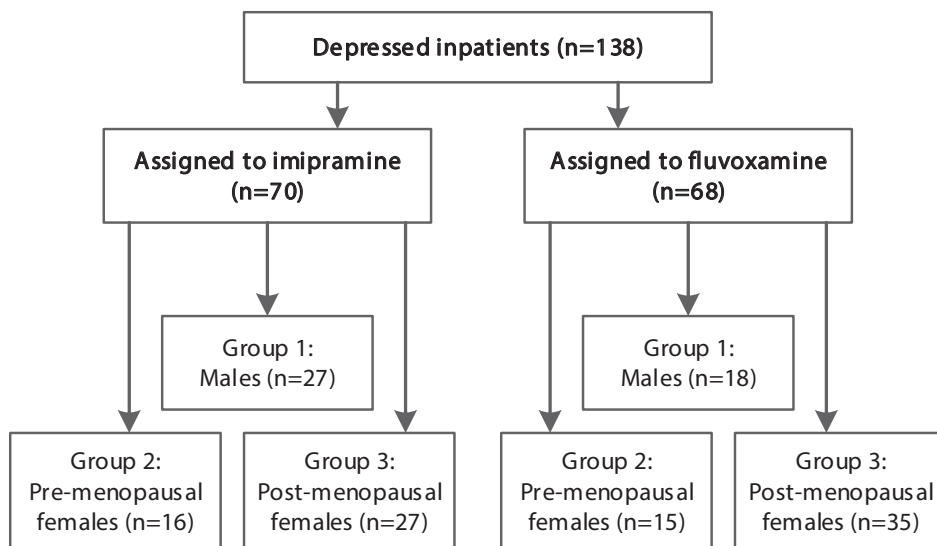 Depressed inpatients (n=138)
Assigned to imipramine
(n=70)
Assigned to fluvoxamine
(n=68)
Group 1:
Males (n=27)
Group 1:
Males (n=18)
Group 2:
Pre-menopausal
females (n=16)
Group 3:
Post-menopausal
females (n=27)
Group 2:
Pre-menopausal
females (n=15)
Group 3:
Post-menopausal
females (n=35)